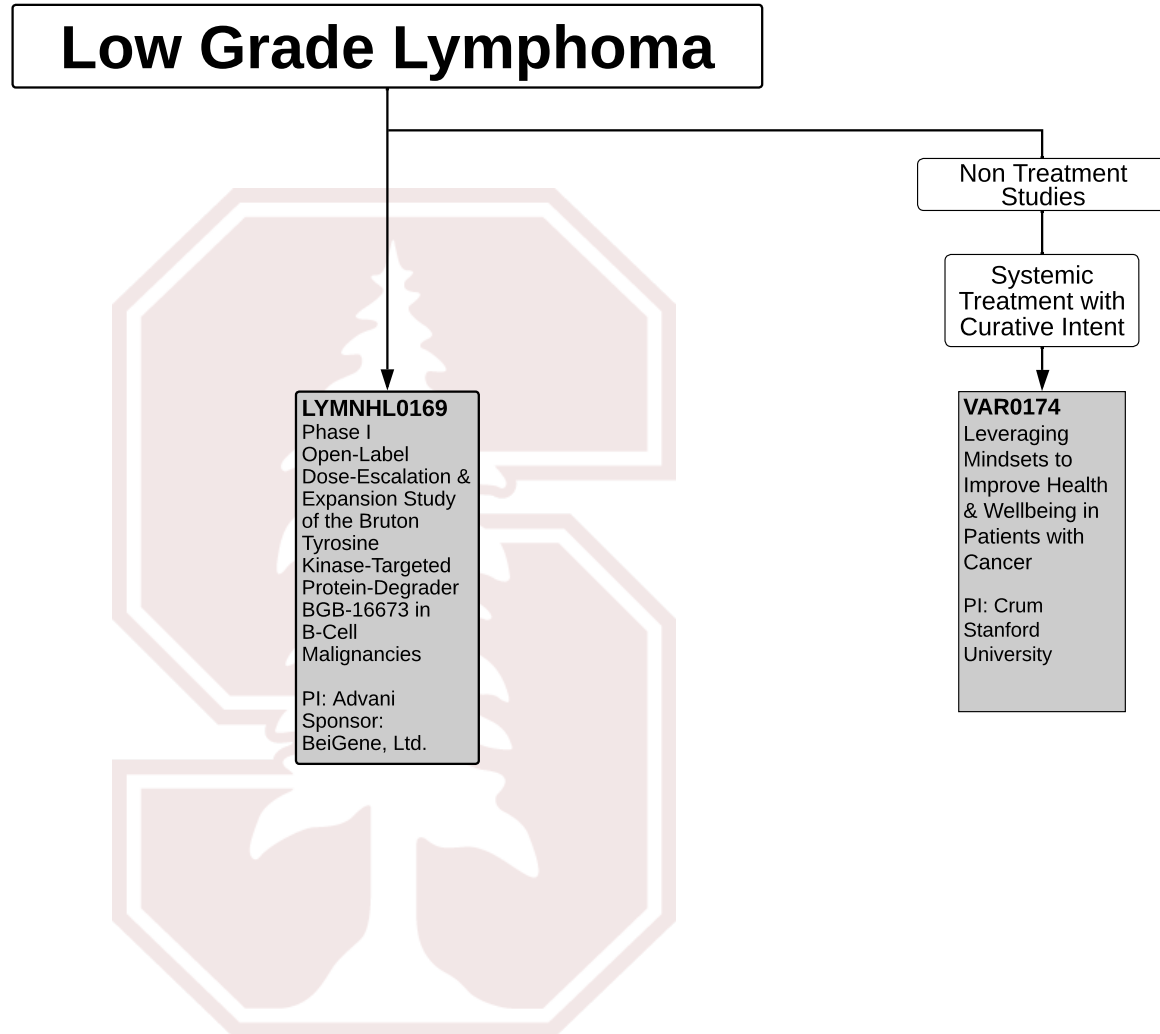 Low Grade Lymphoma
Non Treatment
Studies
Systemic
Treatment with
Curative Intent
LYMNHL0169
Phase I
Open-Label
Dose-Escalation &
Expansion Study
of the Bruton
Tyrosine
Kinase-Targeted
Protein-Degrader
BGB-16673 in
B-Cell
Malignancies
PI: Advani
Sponsor:
BeiGene, Ltd.
VAR0174
Leveraging
Mindsets to
Improve Health
& Wellbeing in
Patients with
Cancer
PI: Crum
Stanford
University